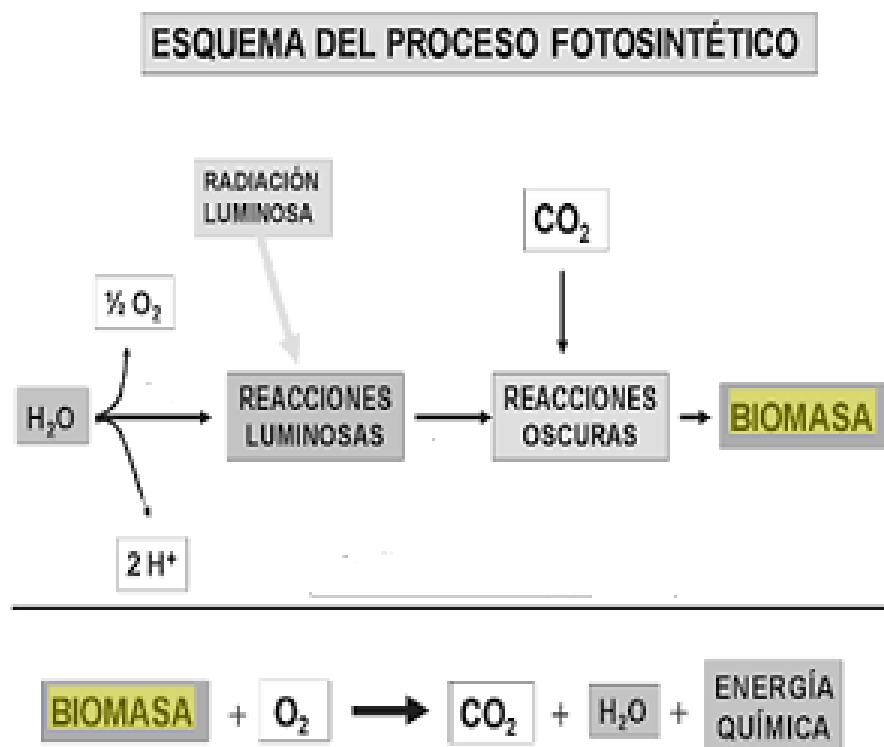 ESQUEMA DEL PROCESO FOTOSINTÉTICO
RADIACIÓN
LUMINOSA
CO₂
½ O₂
H₂O
REACCIONES
LUMINOSAS
REACCIONES
OSCURAS
BIOMASA
2 H⁺
BIOMASA + O₂ → CO₂ + H₂O + ENERGÍA
QUÍMICA